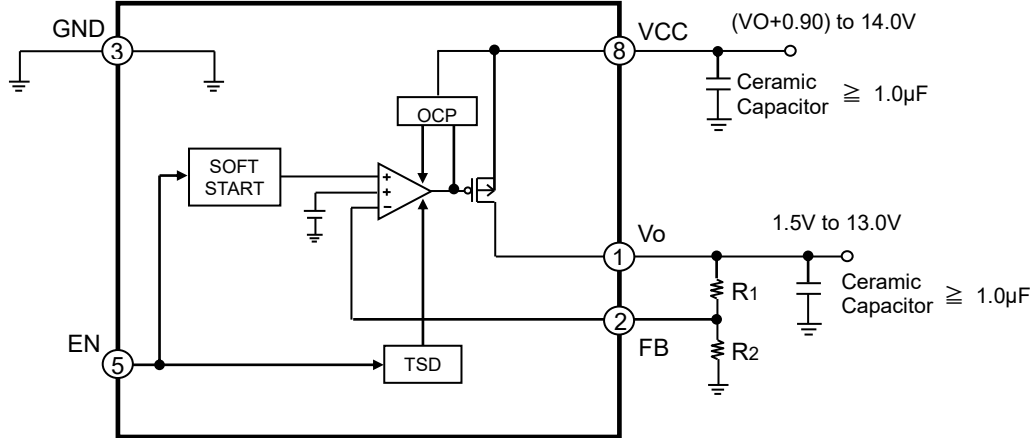 GND
3
8
VCC
(VO+0.90) to 14.0V
Ceramic
Capacitor ≧ 1.0µF
OCP
SOFT
START
+
+
−
1.5V to 13.0V
Vo
1
R1
Ceramic
Capacitor ≧ 1.0µF
2
FB
R2
EN
5
TSD